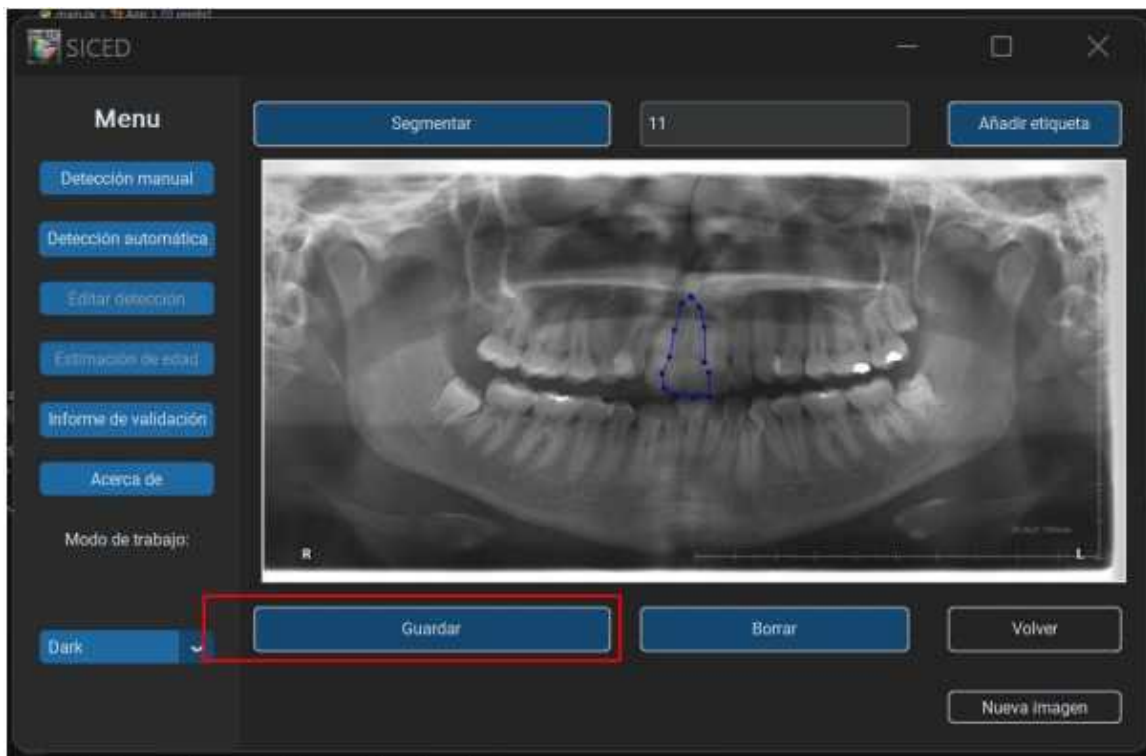 SICED
Menu
Detección manual
Detección automática
Editar detección
Estimación de edad
Informe de validación
Acerca de
Modo de trabajo:
Dark
Segmentar
11
Añadir etiqueta
R
L
Guardar
Borrar
Volver
Nueva imagen